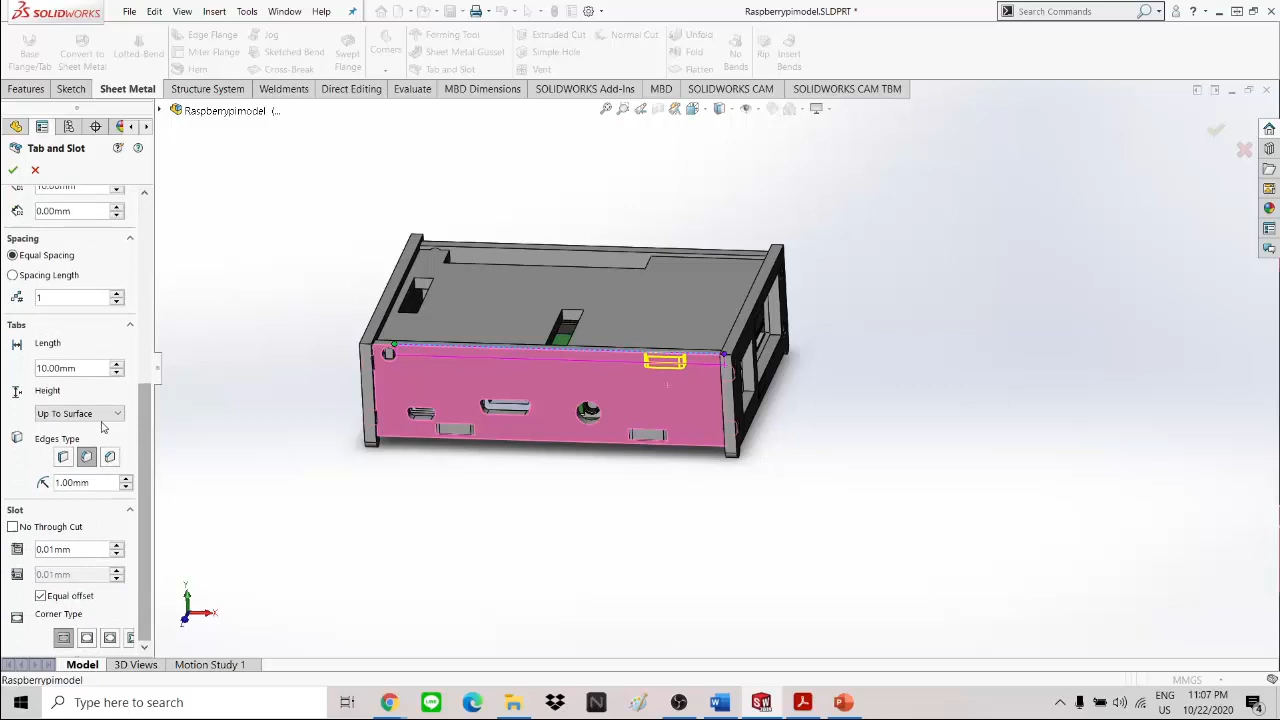 SOLIDWORKS
File Edit View Insert Tools Window Help
Raspberrypimodel.SLDPRT *
Search Commands
Base Flange/Tab
Convert to Sheet Metal
Lofted-Bend
Edge Flange
Miter Flange
Hem
Jog
Sketched Bend
Cross-Break
Swept Flange
Corners
Forming Tool
Sheet Metal Gusset
Tab and Slot
Extruded Cut
Simple Hole
Vent
Normal Cut
Unfold
Fold
Flatten
No Bends
Rip
Insert Bends
Features Sketch Sheet Metal Structure System Weldments Direct Editing Evaluate MBD Dimensions SOLIDWORKS Add-Ins MBD SOLIDWORKS CAM SOLIDWORKS CAM TBM
Raspberrypimodel (...
Tab and Slot
10.00mm
0.00mm
Spacing
Equal Spacing
Spacing Length
1
Tabs
Length
10.00mm
Height
Up To Surface
Edges Type
1.00mm
Slot
No Through Cut
0.01mm
0.01mm
Equal offset
Corner Type
Y
X
Z
Model 3D Views Motion Study 1
Raspberrypimodel
MMGS
Type here to search
ENG
US
11:07 PM
10/22/2020
4